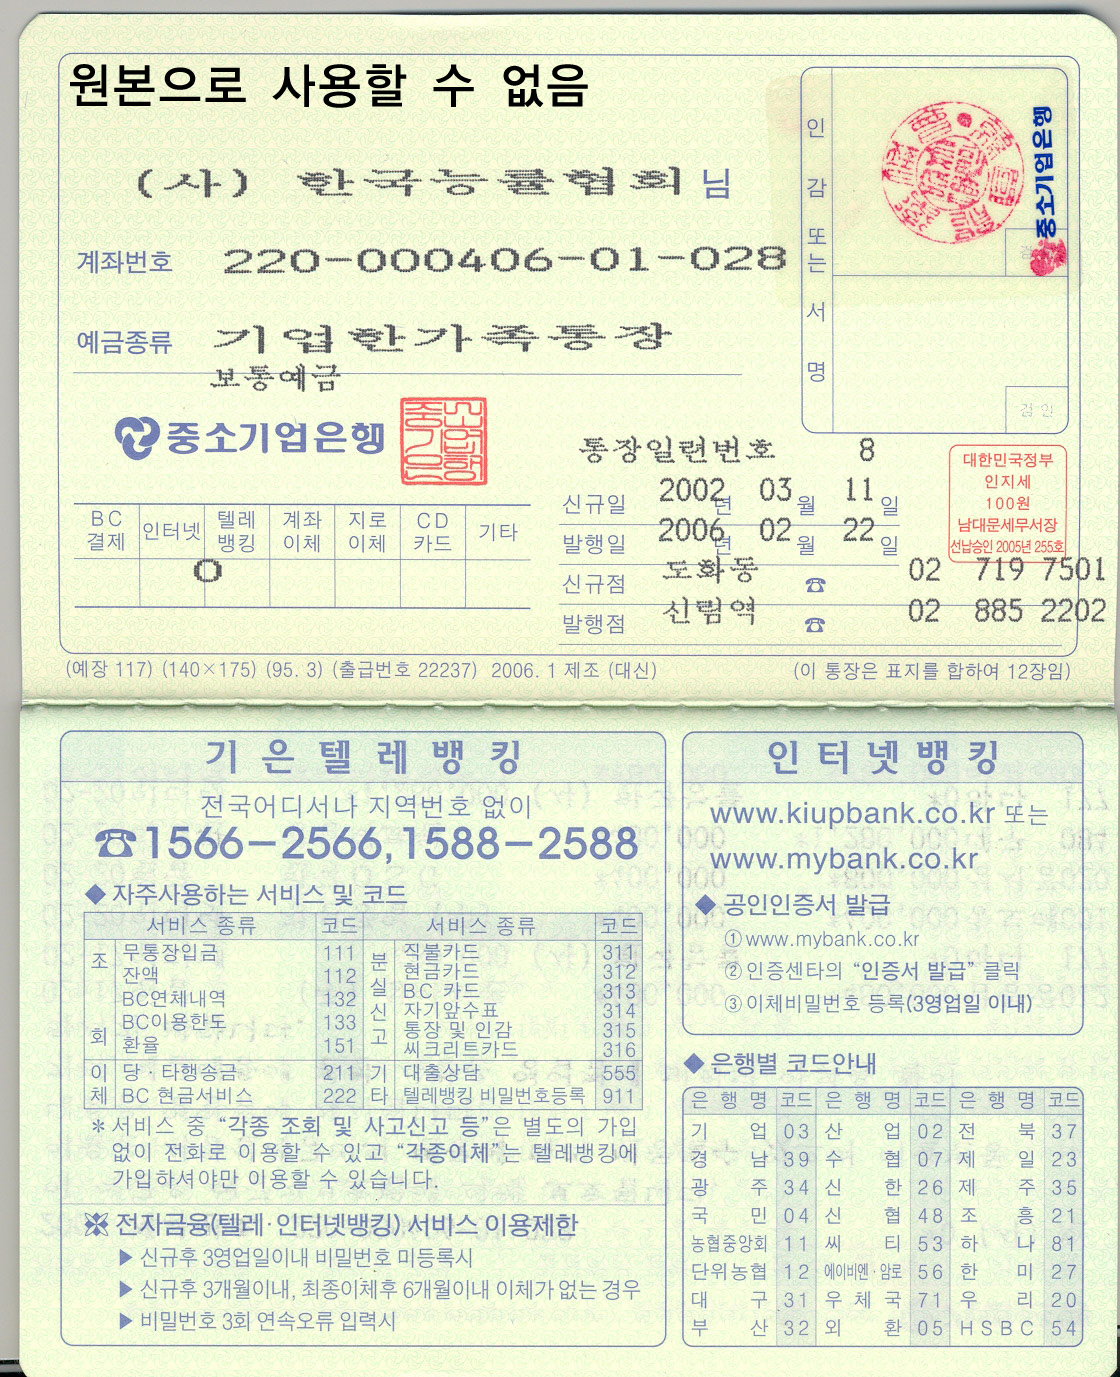 원본으로 사용할 수 없음
(사) 한국능률협회 님
계좌번호 220-000406-01-028
예금종류 기업한가족통장
보통예금
인감 또는 서명
중소기업은행
검인
중소기업은행
통장일련번호 8
신규일 2002년 03월 11일
발행일 2006년 02월 22일
신규점 도화동 ☎ 02 719 7501
발행점 신림역 ☎ 02 885 2202
대한민국정부
인지세
100원
남대문세무서장
선납승인 2005년 255호
BC결제 인터넷 텔레뱅킹 계좌이체 지로이체 CD카드 기타
O
(예장 117) (140×175) (95. 3) (출급번호 22237) 2006. 1 제조 (대신)
(이 통장은 표지를 합하여 12장임)
기은텔레뱅킹
전국어디서나 지역번호 없이
☎1566-2566,1588-2588
◆ 자주사용하는 서비스 및 코드
서비스 종류 코드 서비스 종류 코드
조회 분실신고
무통장입금 111 직불카드 311
잔액 112 현금카드 312
BC연체내역 132 BC 카드 313
BC이용한도 133 자기앞수표 314
환율 151 통장 및 인감 315
씨크리트카드 316
이체 기타
당·타행송금 211 대출상담 555
BC 현금서비스 222 텔레뱅킹 비밀번호등록 911
* 서비스 중 “각종 조회 및 사고신고 등”은 별도의 가입
없이 전화로 이용할 수 있고 “각종이체”는 텔레뱅킹에
가입하셔야만 이용할 수 있습니다.
※ 전자금융(텔레·인터넷뱅킹) 서비스 이용제한
▶ 신규후 3영업일이내 비밀번호 미등록시
▶ 신규후 3개월이내, 최종이체후 6개월이내 이체가 없는 경우
▶ 비밀번호 3회 연속오류 입력시
인터넷뱅킹
www.kiupbank.co.kr 또는
www.mybank.co.kr
◆ 공인인증서 발급
①www.mybank.co.kr
②인증센타의 “인증서 발급” 클릭
③이체비밀번호 등록(3영업일 이내)
◆ 은행별 코드안내
은행명 코드 은행명 코드 은행명 코드
기업 03 산업 02 전북 37
경남 39 수협 07 제일 23
광주 34 신한 26 제주 35
국민 04 신협 48 조흥 21
농협중앙회 11 씨티 53 하나 81
단위농협 12 에이비엔·암로 56 한미 27
대구 31 우체국 71 우리 20
부산 32 외환 05 HSBC 54